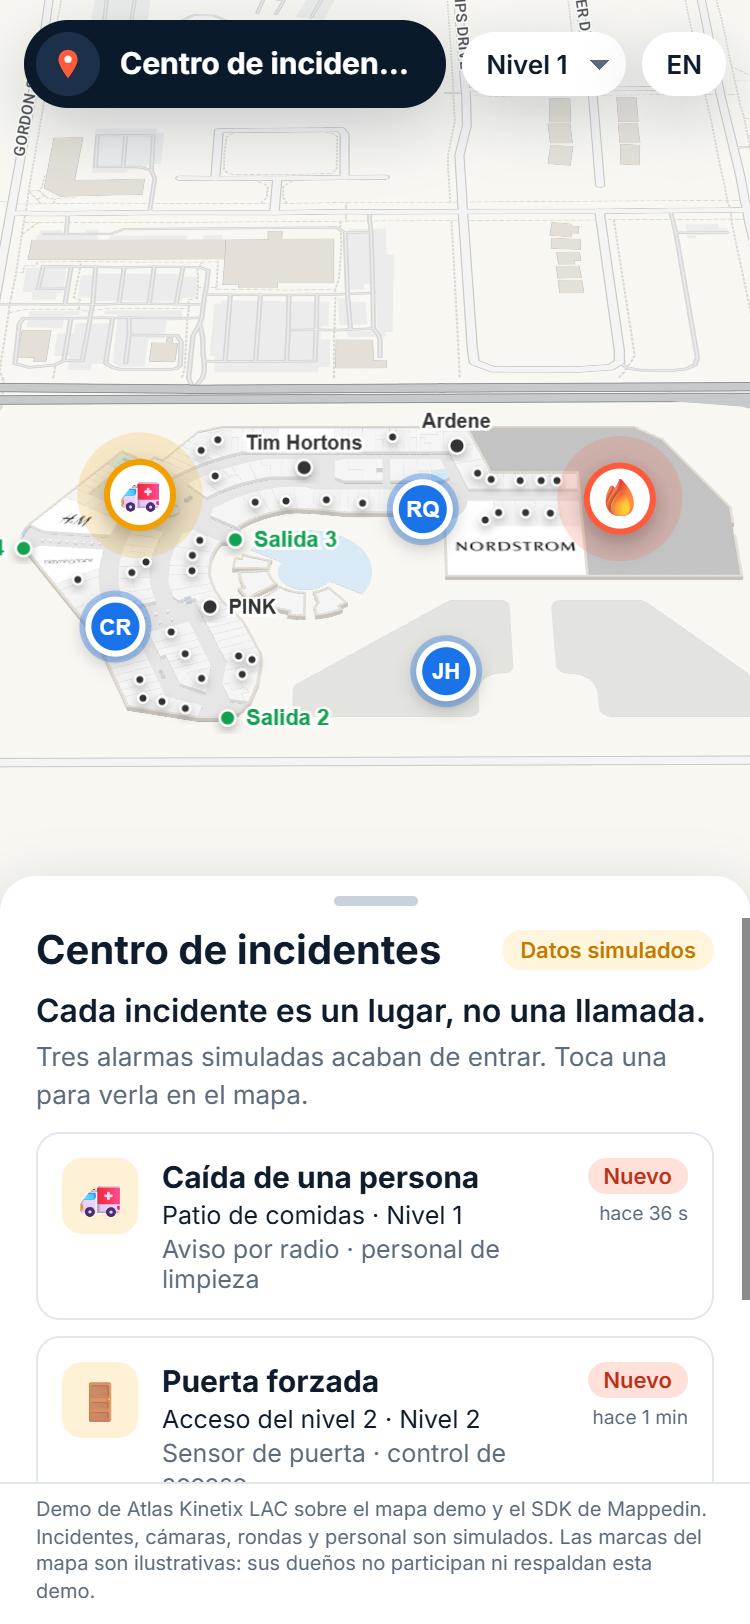 Centro de inciden...
Nivel 1
EN
GORDON
Ardene
Tim Hortons
RQ
H&M
NORDSTROM
Salida 3
PINK
CR
JH
Salida 2
Centro de incidentes
Datos simulados
Cada incidente es un lugar, no una llamada.
Tres alarmas simuladas acaban de entrar. Toca una
para verla en el mapa.
Caída de una persona
Nuevo
Patio de comidas · Nivel 1
hace 36 s
Aviso por radio · personal de
limpieza
Puerta forzada
Nuevo
Acceso del nivel 2 · Nivel 2
hace 1 min
Sensor de puerta · control de
Demo de Atlas Kinetix LAC sobre el mapa demo y el SDK de Mappedin.
Incidentes, cámaras, rondas y personal son simulados. Las marcas del
mapa son ilustrativas: sus dueños no participan ni respaldan esta
demo.